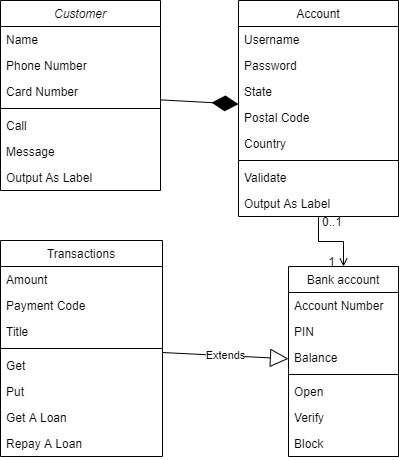 Customer
Name
Phone Number
Card Number
Call
Message
Output As Label
Account
Username
Password
State
Postal Code
Country
Validate
Output As Label
0..1
1
Transactions
Amount
Payment Code
Title
Get
Put
Get A Loan
Repay A Loan
Extends
Bank account
Account Number
PIN
Balance
Open
Verify
Block